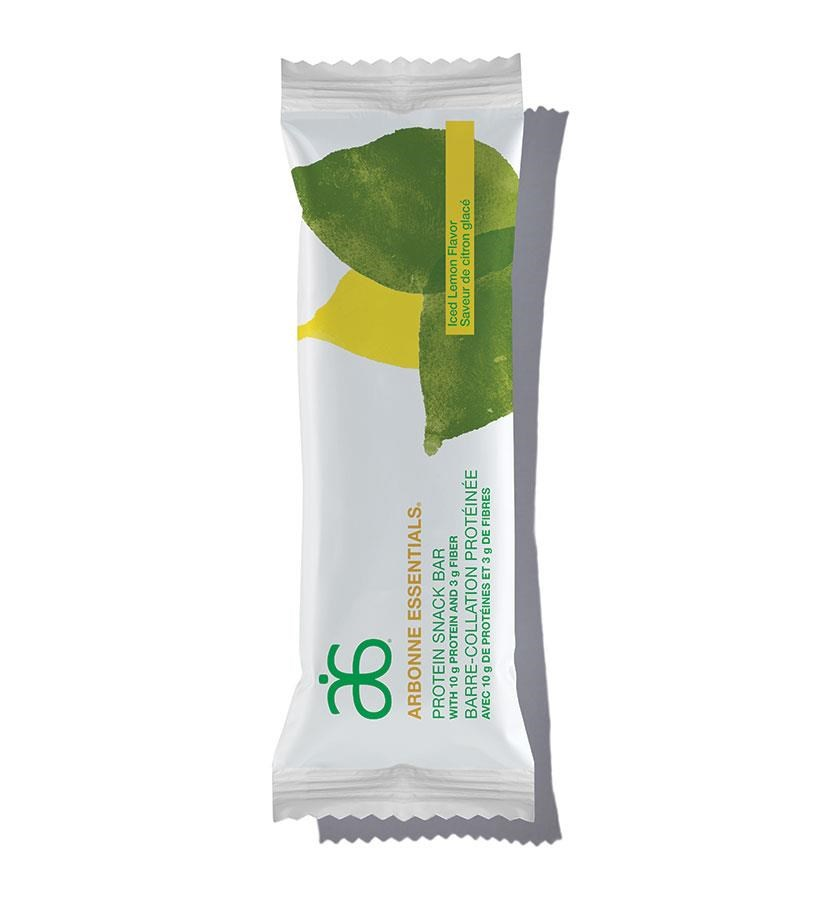 ARBONNE ESSENTIALS®
PROTEIN SNACK BAR
WITH 10 g PROTEIN AND 3 g FIBER
BARRE-COLLATION PROTÉINÉE
AVEC 10 g DE PROTÉINES ET 3 g DE FIBRES
Iced Lemon Flavor
Saveur de citron glacé